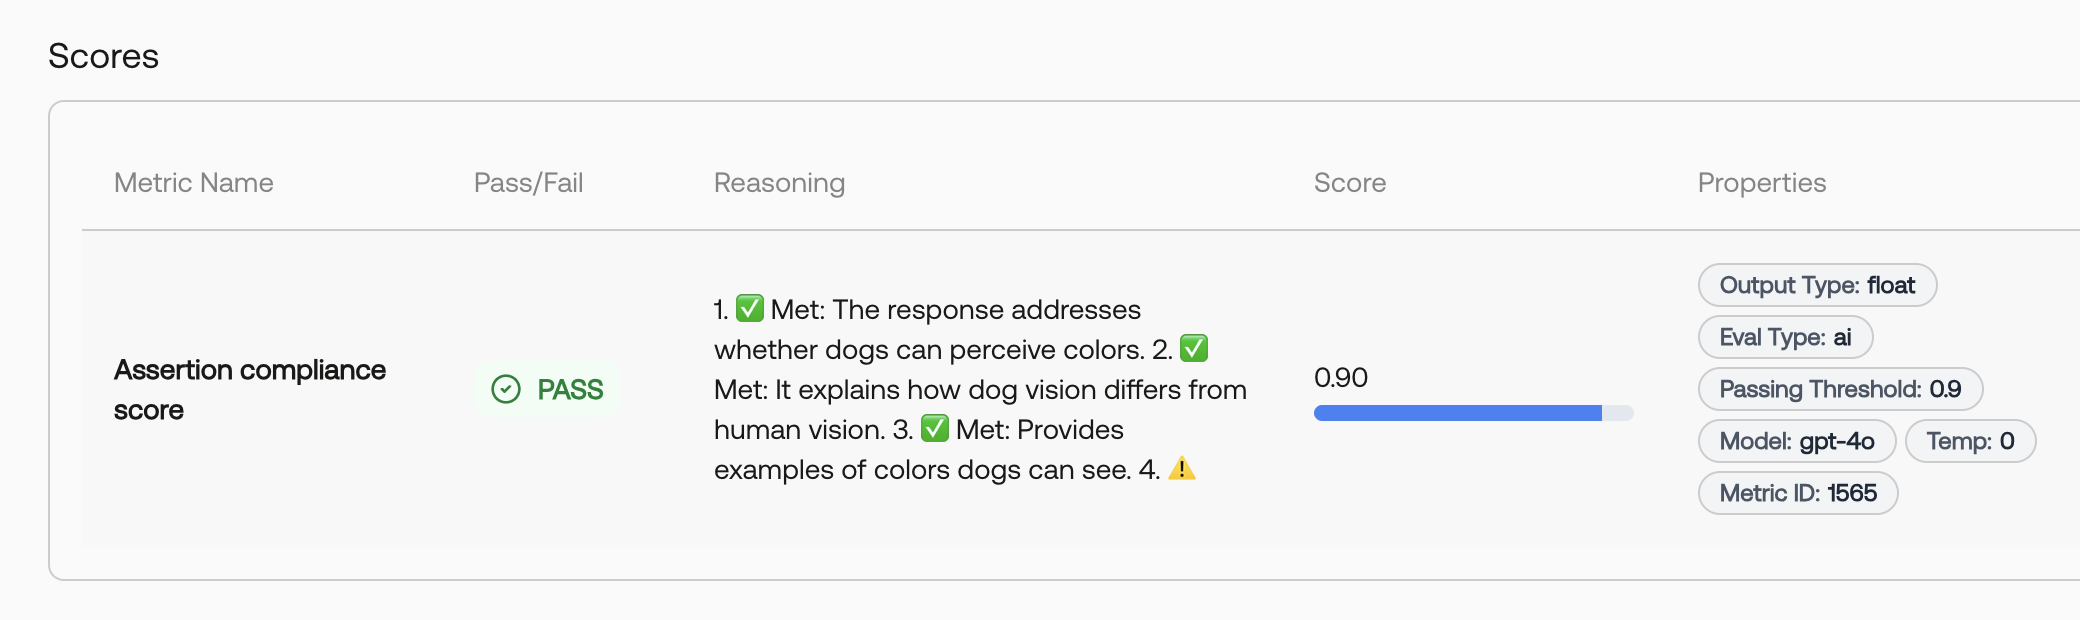 Scores
Metric Name
Pass/Fail
Reasoning
Score
Properties
Assertion compliance
score
PASS
1. ✅ Met: The response addresses
whether dogs can perceive colors. 2. ✅
Met: It explains how dog vision differs from
human vision. 3. ✅ Met: Provides
examples of colors dogs can see. 4. ⚠️
0.90
Output Type: float
Eval Type: ai
Passing Threshold: 0.9
Model: gpt-4o Temp: 0
Metric ID: 1565